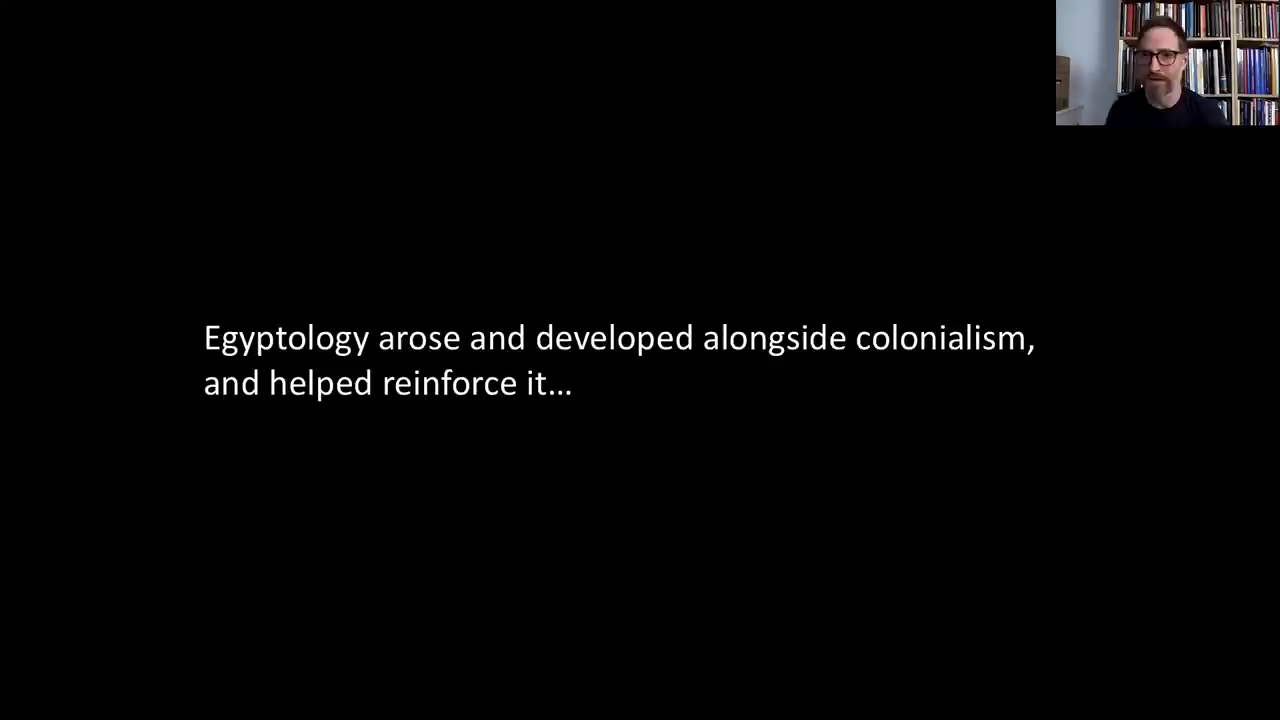 Egyptology arose and developed alongside colonialism,
and helped reinforce it...